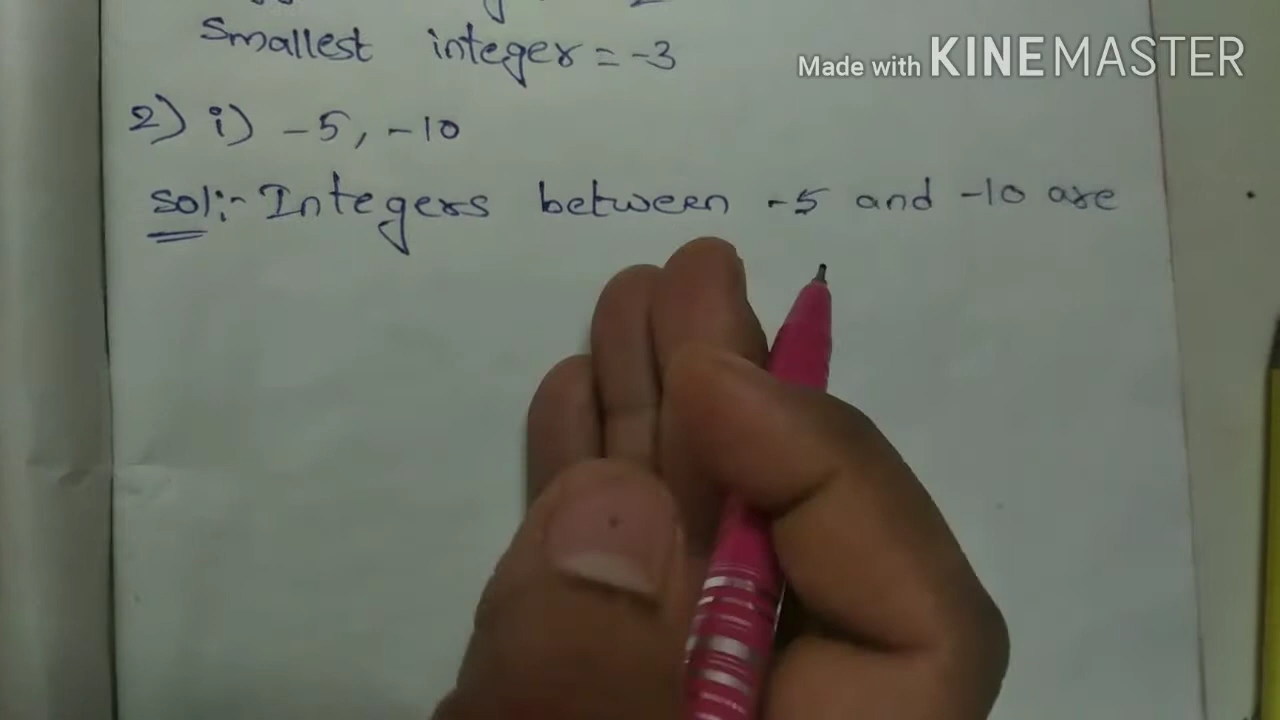 Smallest integer = -3
Made with KINEMASTER
2) i) -5, -10
Sol:- Integers between -5 and -10 are